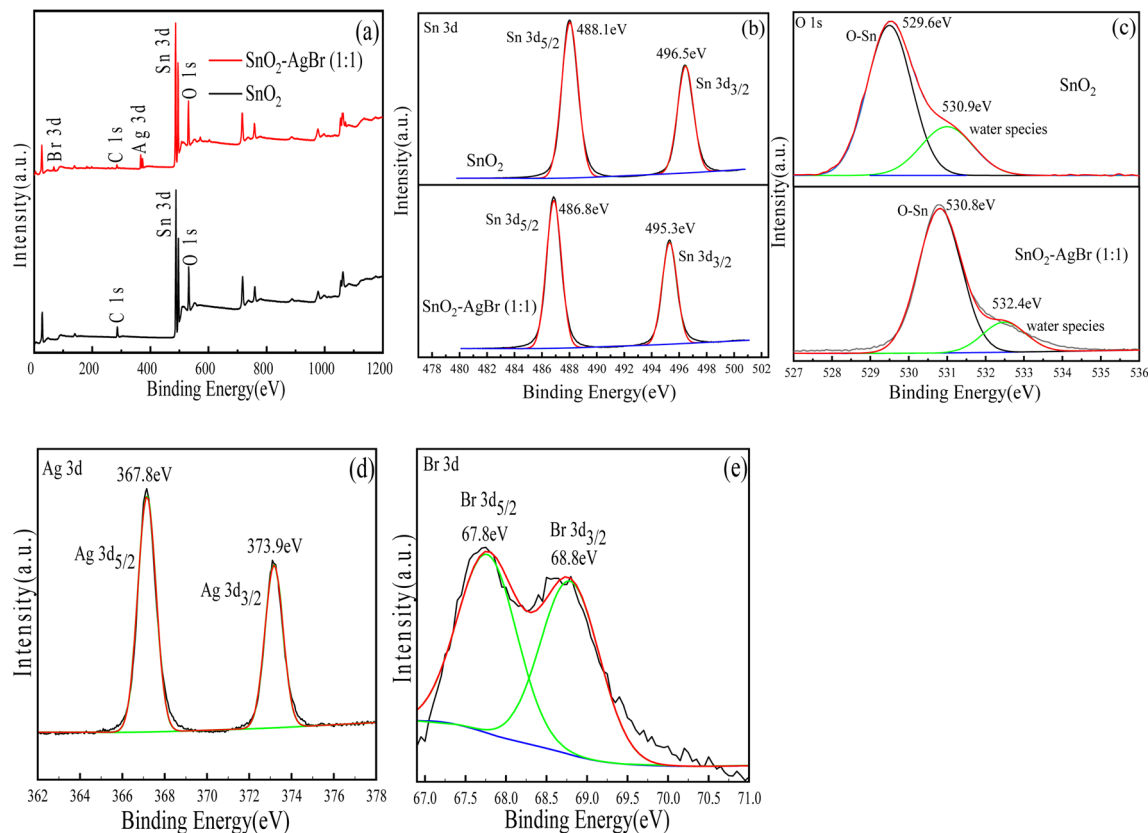 (a)
SnO2-AgBr (1:1)
SnO2
Br 3d
C 1s
Ag 3d
Sn 3d
O 1s
C 1s
Sn 3d
O 1s
Intensity(a.u.)
0 200 400 600 800 1000 1200
Binding Energy(eV)
Sn 3d
(b)
Sn 3d5/2
488.1eV
496.5eV
Sn 3d3/2
SnO2
Sn 3d5/2
486.8eV
495.3eV
Sn 3d3/2
SnO2-AgBr (1:1)
Intensity(a.u.)
478 480 482 484 486 488 490 492 494 496 498 500 502
Binding Energy(eV)
O 1s
(c)
529.6eV
O-Sn
SnO2
530.9eV
water species
O-Sn
530.8eV
SnO2-AgBr (1:1)
532.4eV
water species
Intensity(a.u.)
527 528 529 530 531 532 533 534 535 536
Binding Energy(eV)
Ag 3d
(d)
367.8eV
Ag 3d5/2
373.9eV
Ag 3d3/2
Intensity(a.u.)
362 364 366 368 370 372 374 376 378
Binding Energy(eV)
Br 3d
(e)
Br 3d5/2
67.8eV
Br 3d3/2
68.8eV
Intensity(a.u.)
67.0 67.5 68.0 68.5 69.0 69.5 70.0 70.5 71.0
Binding Energy(eV)